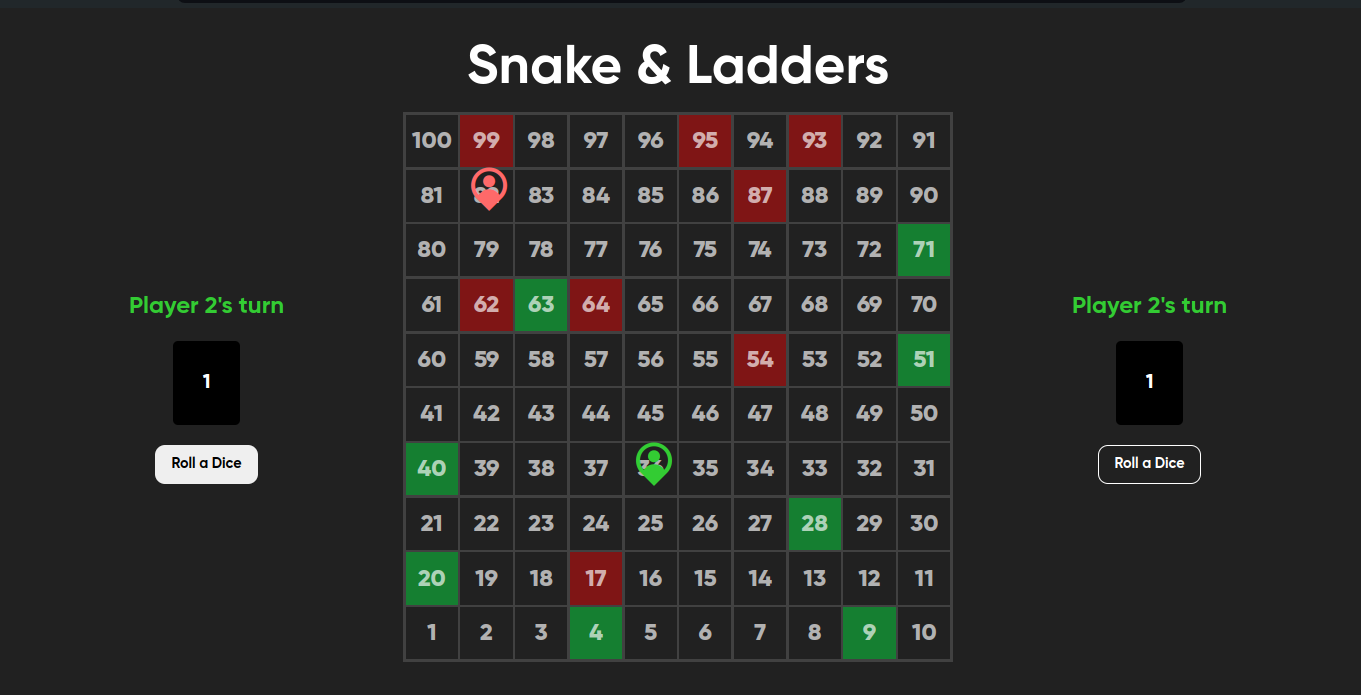 Snake & Ladders
100 99 98 97 96 95 94 93 92 91
81 83 84 85 86 87 88 89 90
80 79 78 77 76 75 74 73 72 71
61 62 63 64 65 66 67 68 69 70
Player 2's turn
Player 2's turn
60 59 58 57 56 55 54 53 52 51
1
1
41 42 43 44 45 46 47 48 49 50
40 39 38 37 35 34 33 32 31
Roll a Dice
Roll a Dice
21 22 23 24 25 26 27 28 29 30
20 19 18 17 16 15 14 13 12 11
1 2 3 4 5 6 7 8 9 10